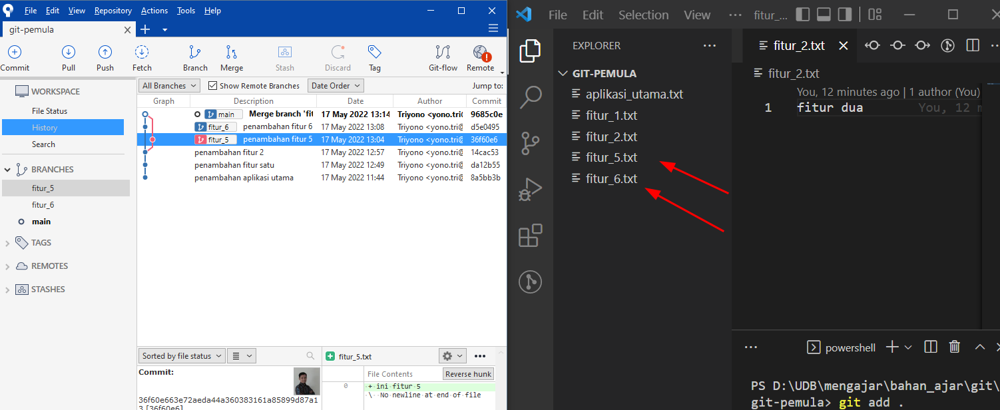 File Edit View Repository Actions Tools Help
git-pemula
Commit Pull Push Fetch Branch Merge Stash Discard Tag Git-flow Remote
WORKSPACE
File Status
History
Search
BRANCHES
fitur_5
fitur_6
main
TAGS
REMOTES
STASHES
All Branches Show Remote Branches Date Order Jump to:
Graph Description Date Author Commit
main Merge branch 'fit 17 May 2022 13:14 Triyono <yono.tri@ 9685c0e
fitur_6 penambahan fitur 6 17 May 2022 13:08 Triyono <yono.tri@ d5e0495
fitur_5 penambahan fitur 5 17 May 2022 13:04 Triyono <yono.tri@ 36f60e6
penambahan fitur 2 17 May 2022 12:57 Triyono <yono.tri@ 14cac53
penambahan fitur satu 17 May 2022 12:49 Triyono <yono.tri@ da12b55
penambahan aplikasi utama 17 May 2022 11:44 Triyono <yono.tri@ 8a5bb3b
Sorted by file status
Commit:
36f60e663e72aeda44a360383161a85899d87a1
3 [36f60e6]
fitur_5.txt
File Contents Reverse hunk
0 + ini fitur 5
\ No newline at end of file
File Edit Selection View ··· fitur_...
EXPLORER
GIT-PEMULA
aplikasi_utama.txt
fitur_1.txt
fitur_2.txt
fitur_5.txt
fitur_6.txt
fitur_2.txt
fitur_2.txt
You, 12 minutes ago | 1 author (You)
1 fitur dua You, 12 m
powershell
PS D:\UDB\mengajar\bahan_ajar\git\
git-pemula> git add .